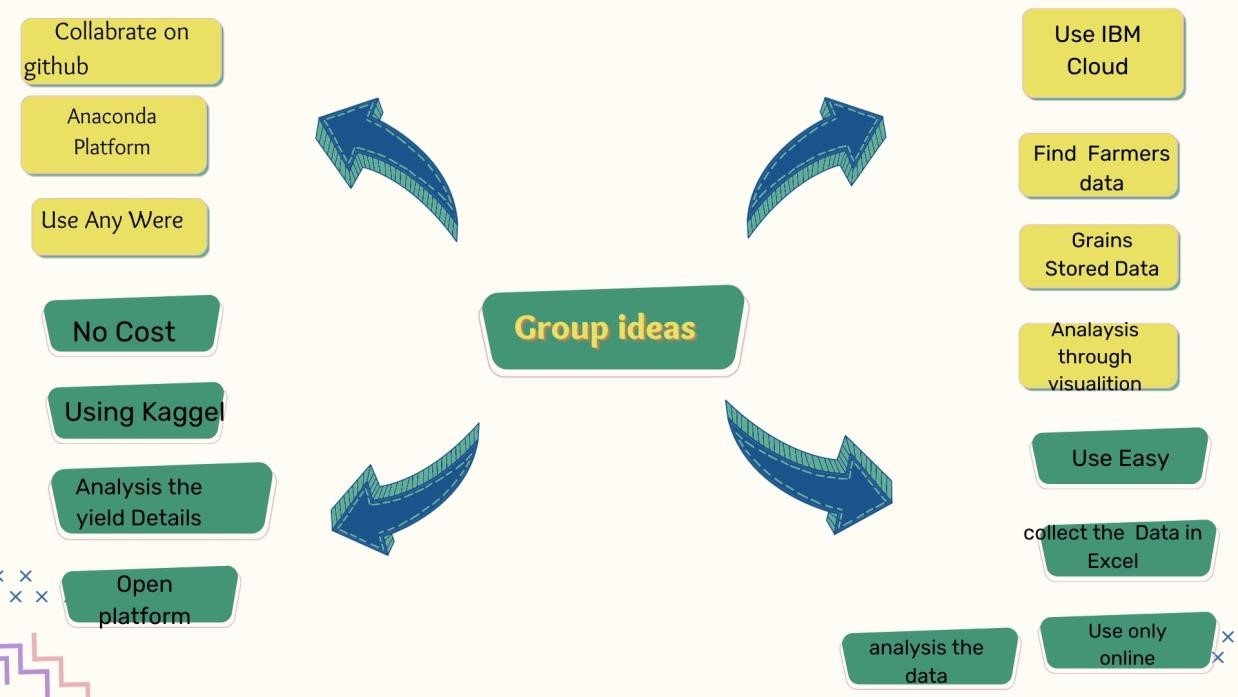 Collabrate on
github
Anaconda
Platform
Use Any Were
No Cost
Using Kaggel
Analysis the
yield Details
Open
platform
Group ideas
Use IBM
Cloud
Find Farmers
data
Grains
Stored Data
Analaysis
through
visualition
Use Easy
collect the Data in
Excel
Use only
online
analysis the
data